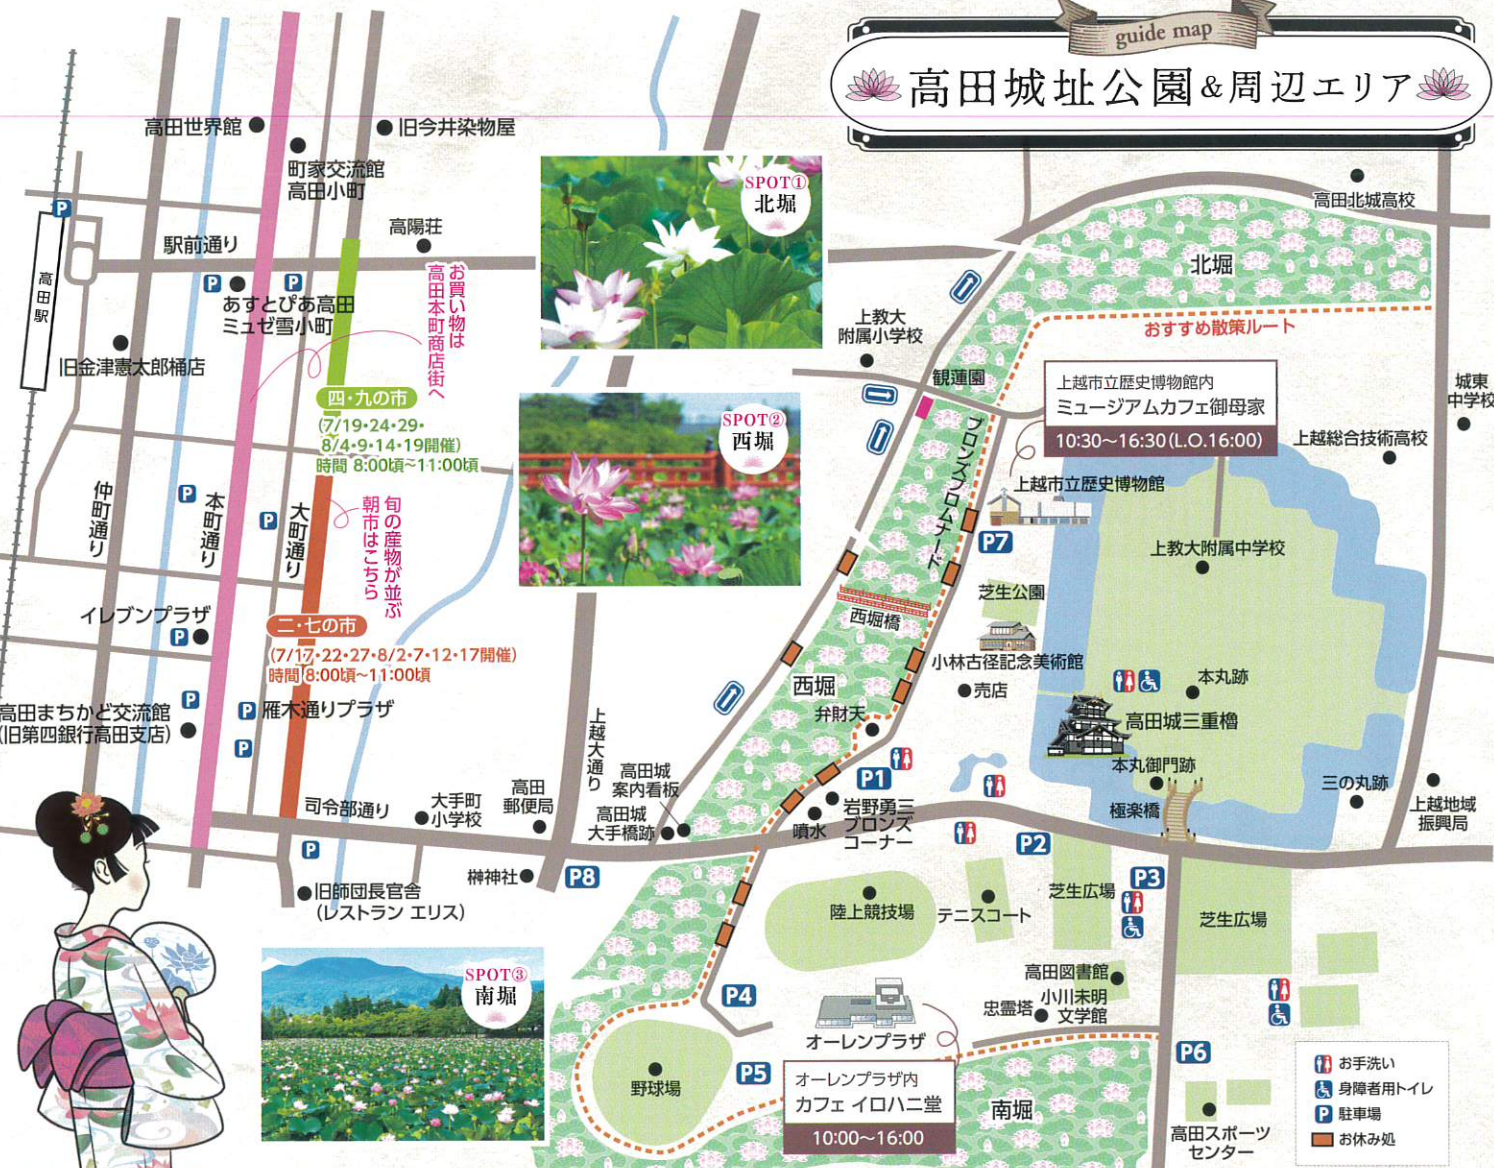 guide map
高田城址公園&周辺エリア
高田世界館
旧今井染物屋
町家交流館
高田小町
P
高田駅
駅前通り
高陽荘
P
P
あすとぴあ高田
ミュゼ雪小町
旧金津憲太郎桶店
お買い物は
高田本町商店街へ
四・九の市
(7/19・24・29・
8/4・9・14・19開催)
時間 8:00頃~11:00頃
仲町通り
本町通り
大町通り
P
P
旬の産物が並ぶ
朝市はこちら
イレブンプラザ
P
二・七の市
(7/17・22・27・8/2・7・12・17開催)
時間 8:00頃~11:00頃
P
高田まちかど交流館
(旧第四銀行高田支店)
P
雁木通りプラザ
P
司令部通り
大手町
小学校
高田
郵便局
P
旧師団長官舎
(レストラン エリス)
榊神社
P8
上越大通り
SPOT①
北堀
SPOT②
西堀
SPOT③
南堀
高田北城高校
北堀
おすすめ散策ルート
上教大
附属小学校
観蓮園
ブロンズプロムナード
上越市立歴史博物館内
ミュージアムカフェ御母家
10:30~16:30(L.O.16:00)
城東
中学校
上越総合技術高校
上越市立歴史博物館
P7
上教大附属中学校
芝生公園
西堀橋
小林古径記念美術館
売店
西堀
弁財天
本丸跡
高田城三重櫓
本丸御門跡
極楽橋
三の丸跡
上越地域
振興局
高田城
案内看板
高田城
大手橋跡
P1
岩野勇三
ブロンズ
コーナー
噴水
P2
P3
陸上競技場
テニスコート
芝生広場
芝生広場
高田図書館
忠霊塔
小川未明
文学館
P4
オーレンプラザ
野球場
P5
オーレンプラザ内
カフェ イロハニ堂
10:00~16:00
南堀
P6
高田スポーツ
センター
お手洗い
身障者用トイレ
P 駐車場
お休み処